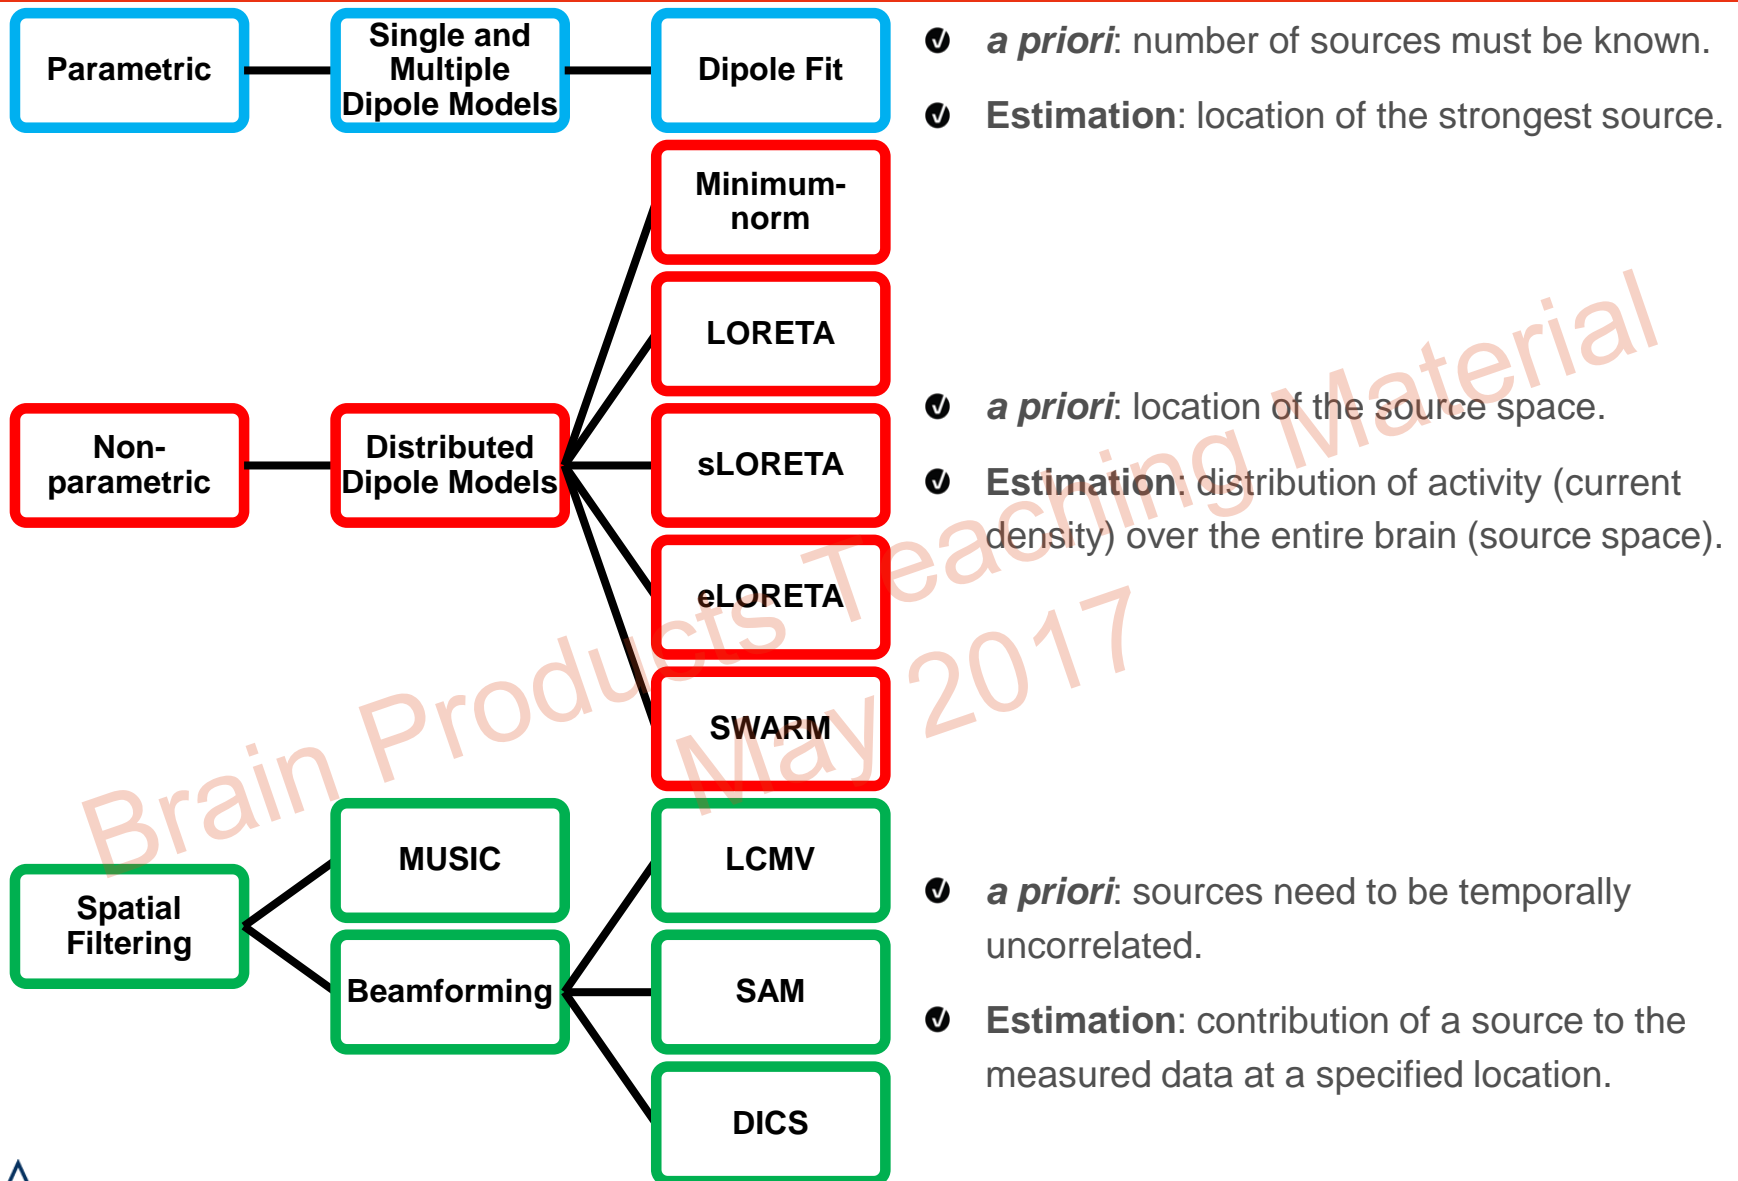 Parametric
Single and
Multiple
Dipole Models
Dipole Fit
a priori: number of sources must be known.
Estimation: location of the strongest source.
Non-
parametric
Distributed
Dipole Models
Minimum-
norm
LORETA
sLORETA
eLORETA
SWARM
a priori: location of the source space.
Estimation: distribution of activity (current
density) over the entire brain (source space).
Spatial
Filtering
MUSIC
Beamforming
LCMV
SAM
DICS
a priori: sources need to be temporally
uncorrelated.
Estimation: contribution of a source to the
measured data at a specified location.
Brain Products Teaching Material
May 2017